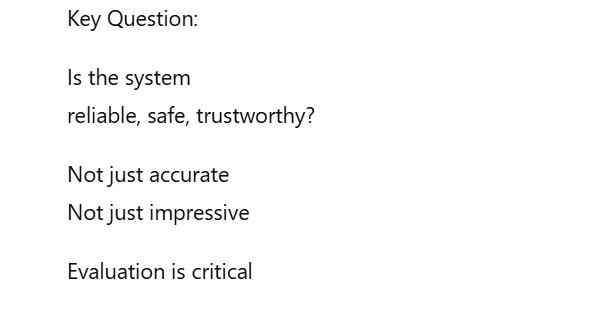 Key Question:
Is the system
reliable, safe, trustworthy?
Not just accurate
Not just impressive
Evaluation is critical